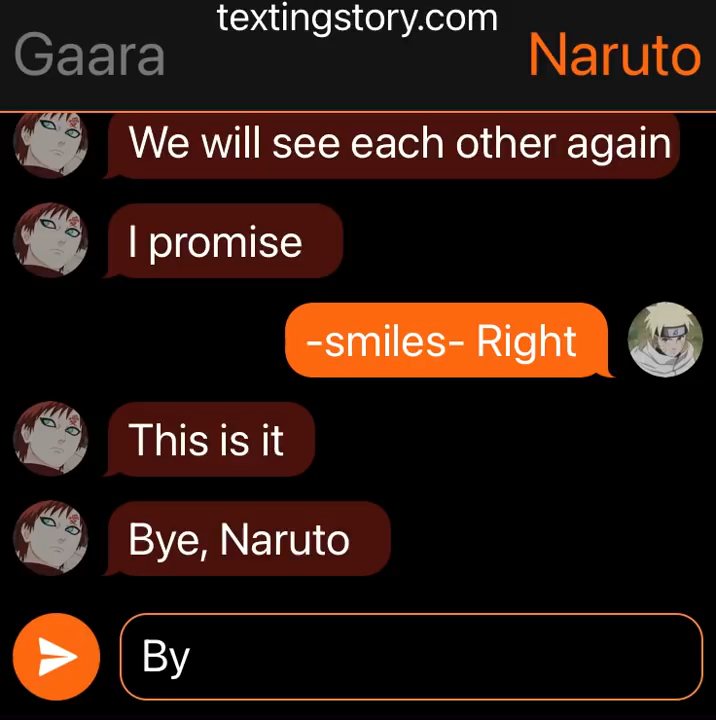 textingstory.com
Gaara
Naruto
We will see each other again
I promise
-smiles- Right
This is it
Bye, Naruto
By